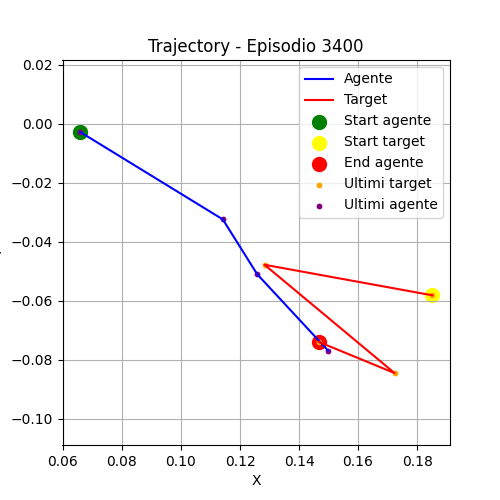 Trajectory - Episodio 3400
Agente
Target
Start agente
Start target
End agente
Ultimi target
Ultimi agente
0.02
0.00
−0.02
−0.04
−0.06
−0.08
−0.10
0.06 0.08 0.10 0.12 0.14 0.16 0.18
X